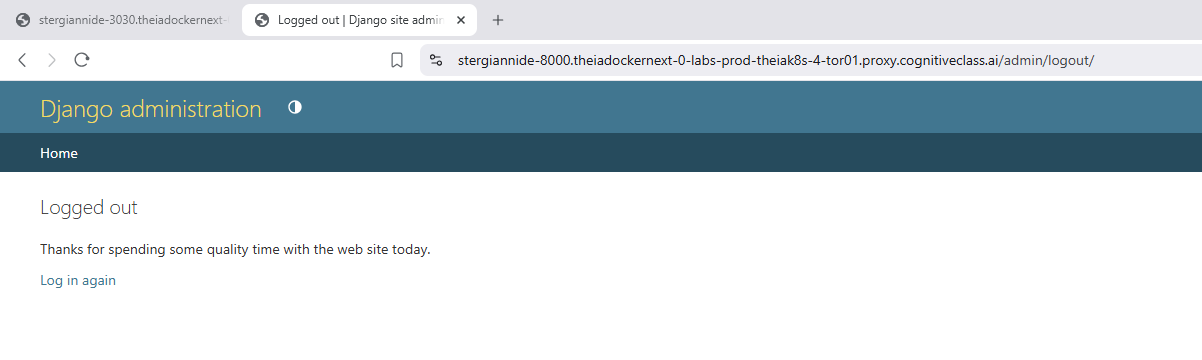 stergiannide-3030.theiadockernext-
Logged out | Django site admin
stergiannide-8000.theiadockernext-0-labs-prod-theiak8s-4-tor01.proxy.cognitiveclass.ai/admin/logout/
Django administration
Home
Logged out
Thanks for spending some quality time with the web site today.
Log in again